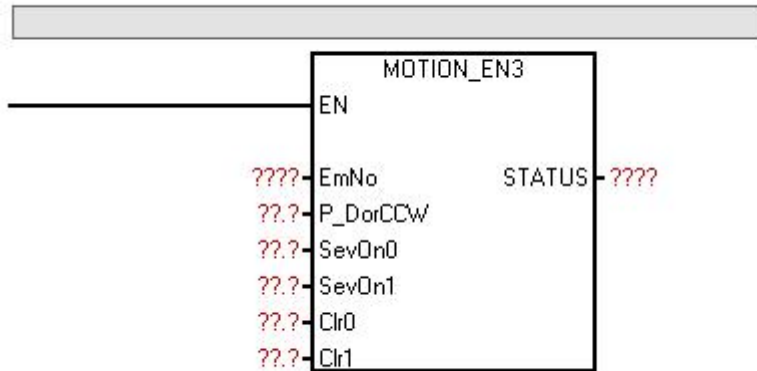 MOTION_EN3
EN
???? EmNo STATUS ????
??.? P_DorCCW
??.? SevOn0
??.? SevOn1
??.? Clr0
??.? Clr1